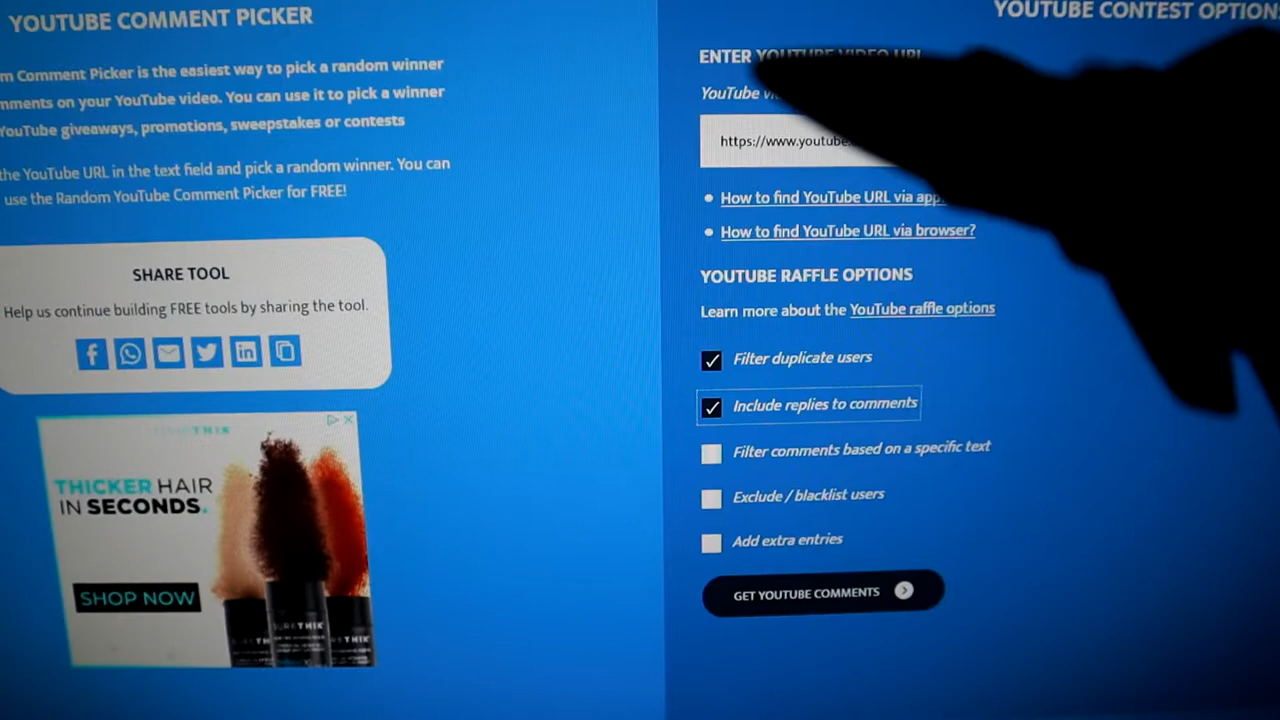 YOUTUBE COMMENT PICKER
m Comment Picker is the easiest way to pick a random winner
mments on your YouTube video. You can use it to pick a winner
YouTube giveaways, promotions, sweepstakes or contests
the YouTube URL in the text field and pick a random winner. You can
use the Random YouTube Comment Picker for FREE!
SHARE TOOL
Help us continue building FREE tools by sharing the tool.
THICKER HAIR
IN SECONDS.
SHOP NOW
SURETHIK
YOUTUBE CONTEST OPTION
ENTER YOUTUBE VIDEO URL
YouTube
https://www.youtube.
How to find YouTube URL via app
How to find YouTube URL via browser?
YOUTUBE RAFFLE OPTIONS
Learn more about the YouTube raffle options
Filter duplicate users
Include replies to comments
Filter comments based on a specific text
Exclude / blacklist users
Add extra entries
GET YOUTUBE COMMENTS